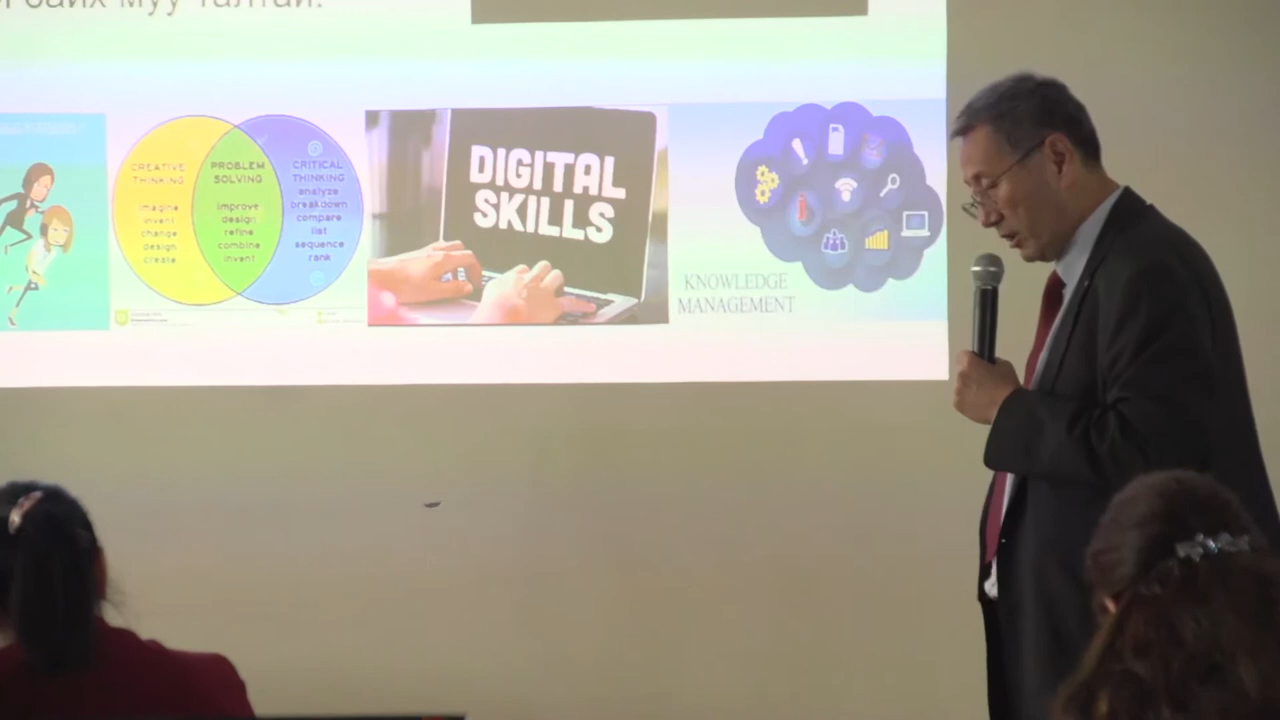 байх муу талтай.
CREATIVE
THINKING
imagine
invent
change
design
create
PROBLEM
SOLVING
improve
design
refine
combine
invent
CRITICAL
THINKING
analyze
breakdown
compare
list
sequence
rank
DIGITAL
SKILLS
KNOWLEDGE
MANAGEMENT